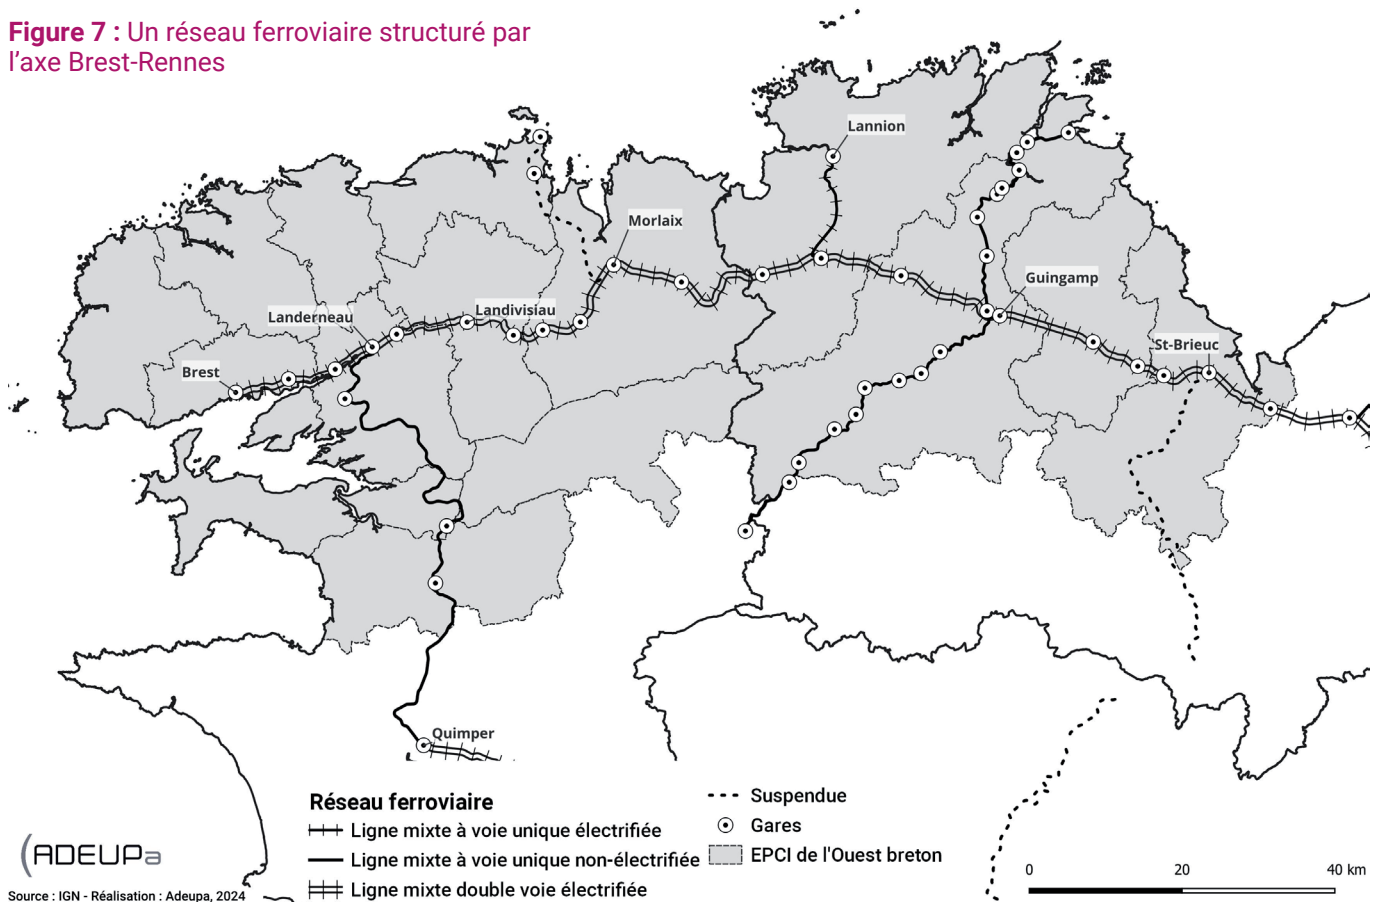 Figure 7 : Un réseau ferroviaire structuré par
l'axe Brest-Rennes
Lannion
Morlaix
Guingamp
Landivisiau
Landerneau
St-Brieuc
Brest
Quimper
Réseau ferroviaire
Ligne mixte à voie unique électrifiée
Ligne mixte à voie unique non-électrifiée
Ligne mixte double voie électrifiée
Suspendue
Gares
EPCI de l'Ouest breton
0 20 40 km
ADEUPa
Source : IGN - Réalisation : Adeupa, 2024